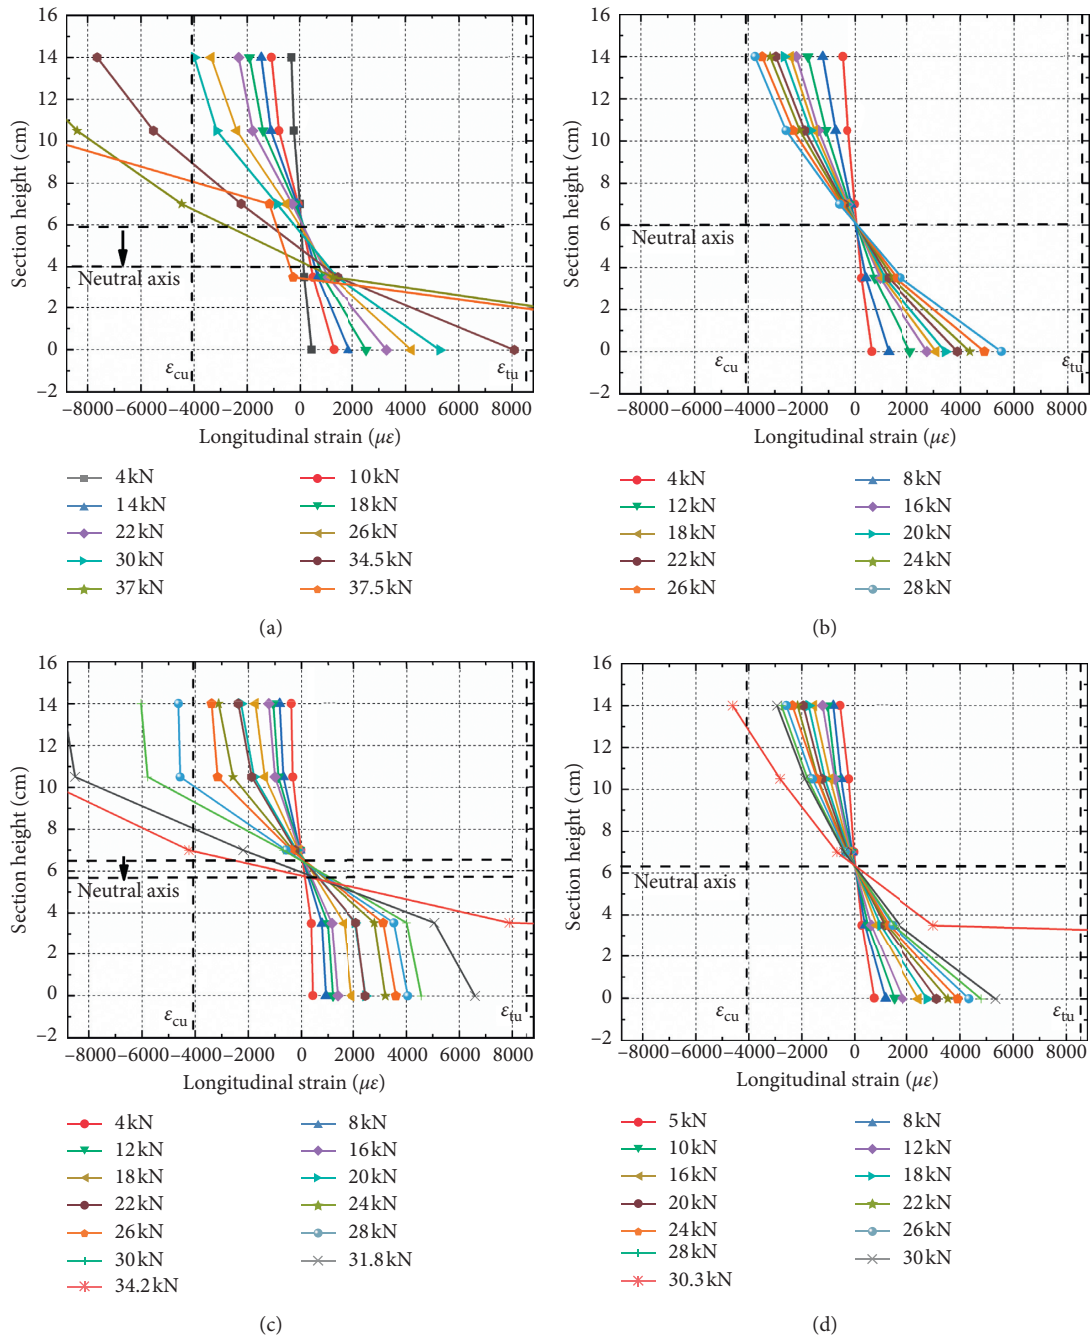 16
14
12
10
8
7
6
4
2
0
−2
Section height (cm)
Neutral axis
εcu
εtu
−8000 −6000 −4000 −2000 0 2000 4000 6000 8000
Longitudinal strain (με)
4 kN 10 kN
14 kN 18 kN
22 kN 26 kN
30 kN 34.5 kN
37 kN 37.5 kN
(a)
16
14
12
10
8
7
6
4
2
0
−2
Section height (cm)
Neutral axis
εcu
εtu
−8000 −6000 −4000 −2000 0 2000 4000 6000 8000
Longitudinal strain (με)
4 kN 8 kN
12 kN 16 kN
18 kN 20 kN
22 kN 24 kN
26 kN 28 kN
(b)
16
14
12
10
8
7
6
4
2
0
−2
Section height (cm)
Neutral axis
εcu
εtu
−8000 −6000 −4000 −2000 0 2000 4000 6000 8000
Longitudinal strain (με)
4 kN 8 kN
12 kN 16 kN
18 kN 20 kN
22 kN 24 kN
26 kN 28 kN
30 kN 31.8 kN
34.2 kN
(c)
16
14
12
10
8
7
6
4
2
0
−2
Section height (cm)
Neutral axis
εcu
εtu
−8000 −6000 −4000 −2000 0 2000 4000 6000 8000
Longitudinal strain (με)
5 kN 8 kN
10 kN 12 kN
16 kN 18 kN
20 kN 22 kN
24 kN 26 kN
28 kN 30 kN
30.3 kN
(d)